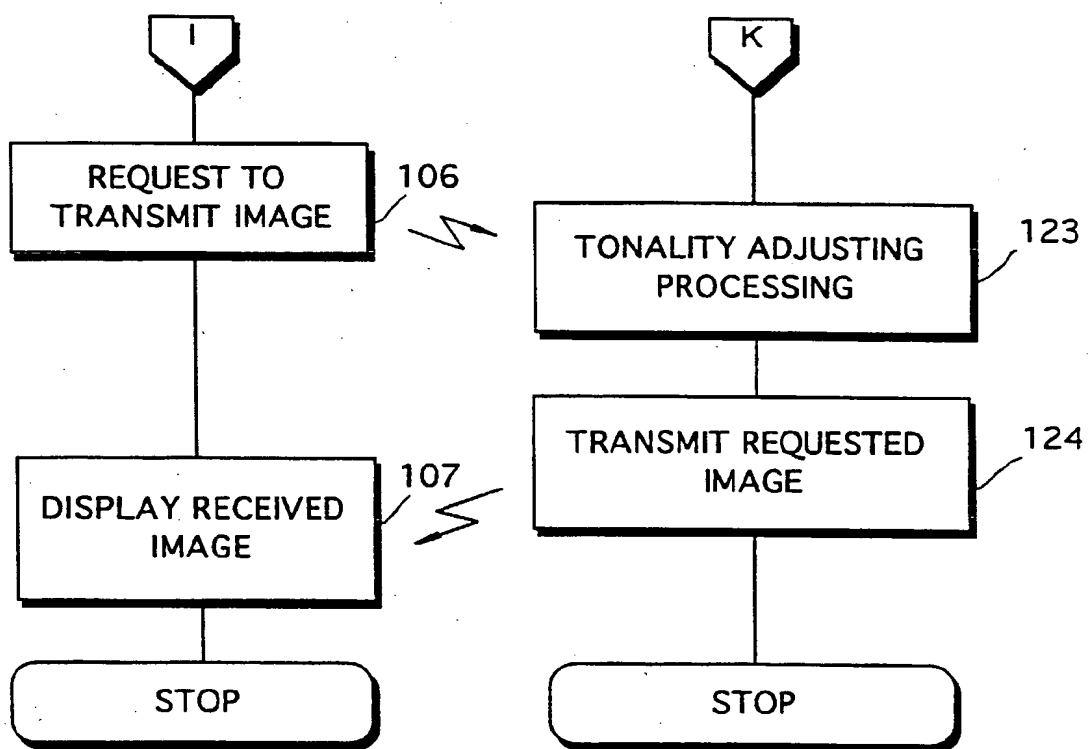 I
REQUEST TO
TRANSMIT IMAGE
106
DISPLAY RECEIVED
IMAGE
107
STOP
K
TONALITY ADJUSTING
PROCESSING
123
TRANSMIT REQUESTED
IMAGE
124
STOP